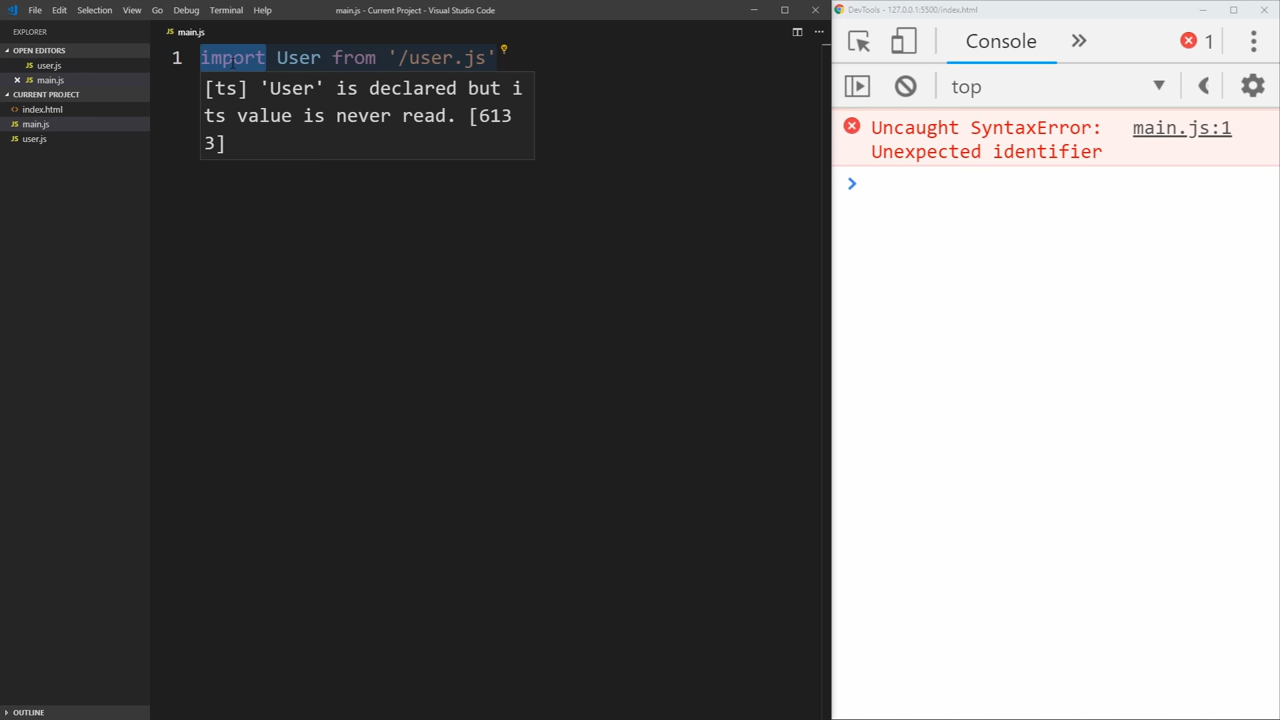 File Edit Selection View Go Debug Terminal Help
main.js - Current Project - Visual Studio Code
EXPLORER
OPEN EDITORS
JS user.js
JS main.js
CURRENT PROJECT
<> index.html
JS main.js
JS user.js
OUTLINE
JS main.js
1 import User from '/user.js'
[ts] 'User' is declared but i
ts value is never read. [613
3]
DevTools - 127.0.0.1:5500/index.html
Console 1
top
Uncaught SyntaxError: main.js:1
Unexpected identifier